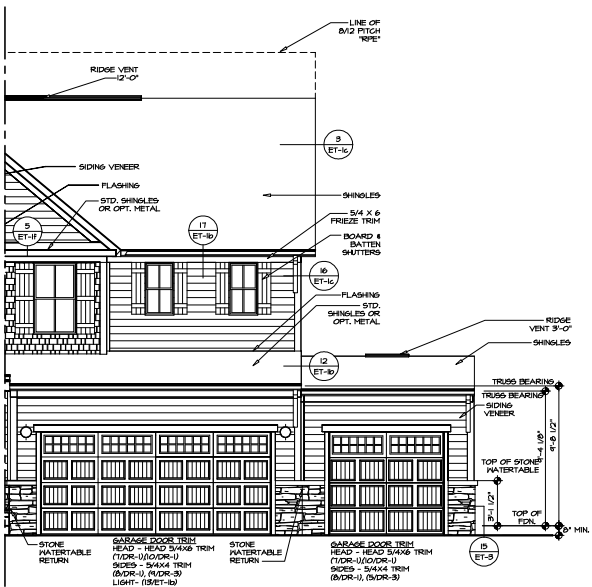 LINE OF
8/12 PITCH
"RPE"
RIDGE VENT
12'-0"
3
ET-1c
SIDING VENEER
FLASHING
STD. SHINGLES
OR OPT. METAL
SHINGLES
5
ET-1f
17
ET-1b
5/4 X 6
FRIEZE TRIM
BOARD &
BATTEN
SHUTTERS
16
ET-1c
FLASHING
STD.
SHINGLES OR
OPT. METAL
RIDGE
VENT 3'-0"
SHINGLES
12
ET-1b
TRUSS BEARING
TRUSS BEARING
SIDING
VENEER
9'-8 1/2"
TOP OF STONE
WATERTABLE
3'-1 1/2"
TOP OF
FDN.
8" MIN.
15
ET-3
STONE
WATERTABLE
RETURN
GARAGE DOOR TRIM
HEAD - HEAD 5/4X6 TRIM
(7/DR-1)(10/DR-1)
SIDES - 5/4X4 TRIM
(8/DR-1), (9/DR-3)
LIGHT- (13/ET-1b)
STONE
WATERTABLE
RETURN
GARAGE DOOR TRIM
HEAD - HEAD 5/4X6 TRIM
(7/DR-1)(10/DR-1)
SIDES - 5/4X4 TRIM
(8/DR-1), (5/DR-3)